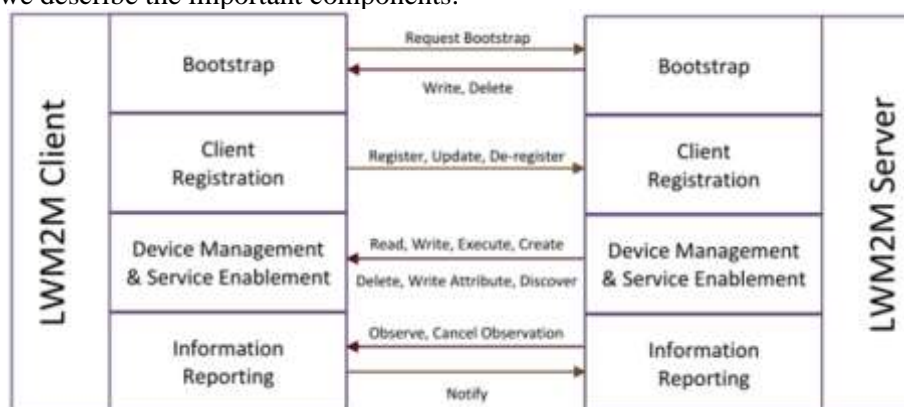 we describe the important components.
LWM2M Client
Bootstrap
Request Bootstrap
Write, Delete
Bootstrap
LWM2M Server
Client
Registration
Register, Update, De-register
Client
Registration
Device Management
& Service Enablement
Read, Write, Execute, Create
Delete, Write Attribute, Discover
Device Management
& Service Enablement
Information
Reporting
Observe, Cancel Observation
Notify
Information
Reporting